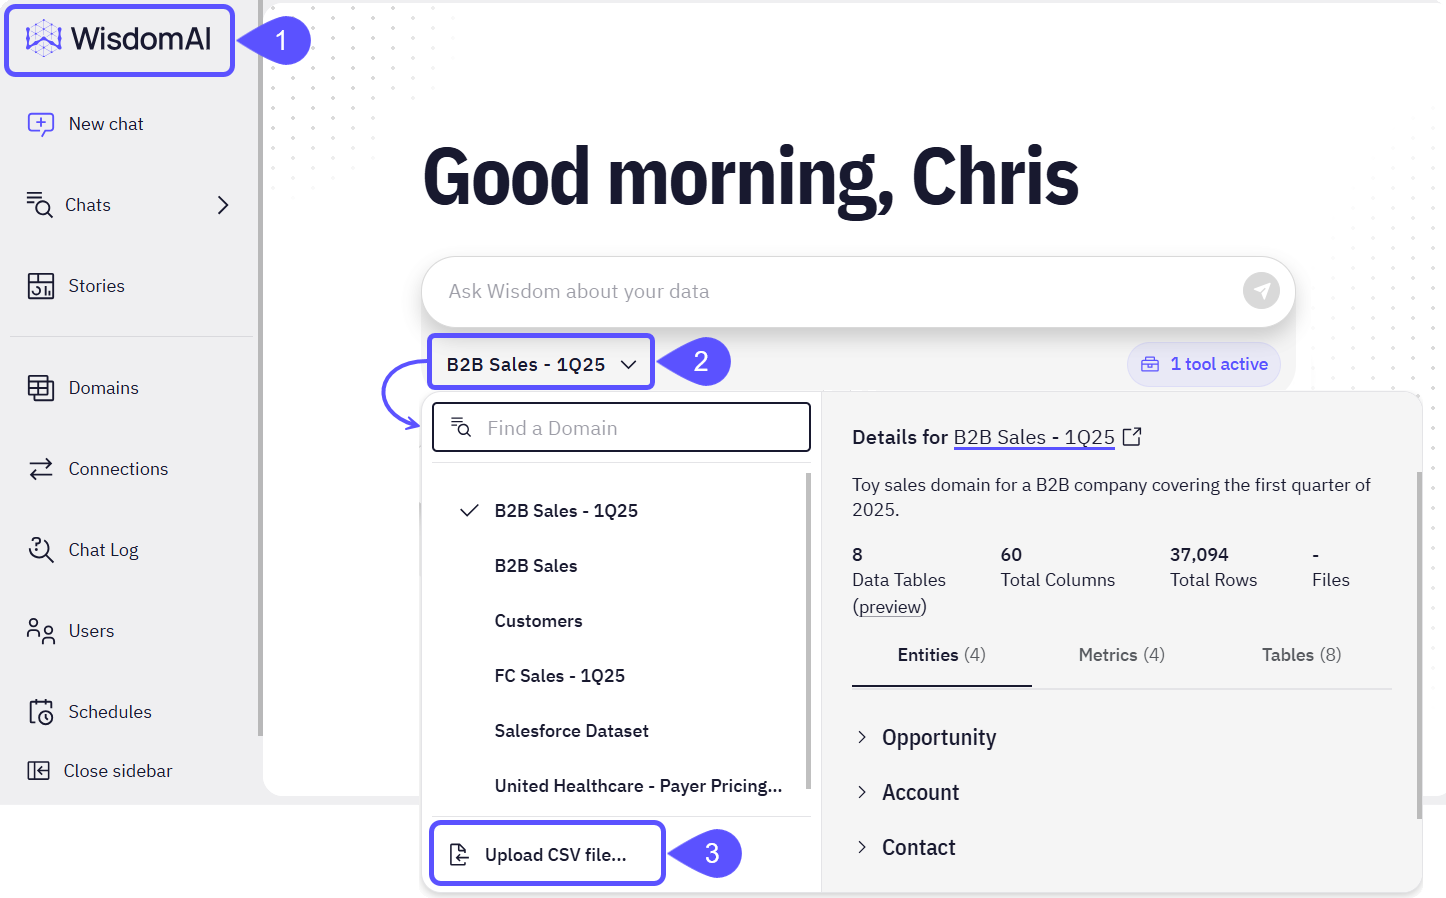 WisdomAI
1
New chat
Chats
Stories
Domains
Connections
Chat Log
Users
Schedules
Close sidebar
Good morning, Chris
Ask Wisdom about your data
B2B Sales - 1Q25
2
1 tool active
Find a Domain
B2B Sales - 1Q25
B2B Sales
Customers
FC Sales - 1Q25
Salesforce Dataset
United Healthcare - Payer Pricing...
Upload CSV file...
3
Details for B2B Sales - 1Q25
Toy sales domain for a B2B company covering the first quarter of
2025.
8 60 37,094 -
Data Tables Total Columns Total Rows Files
(preview)
Entities (4) Metrics (4) Tables (8)
Opportunity
Account
Contact